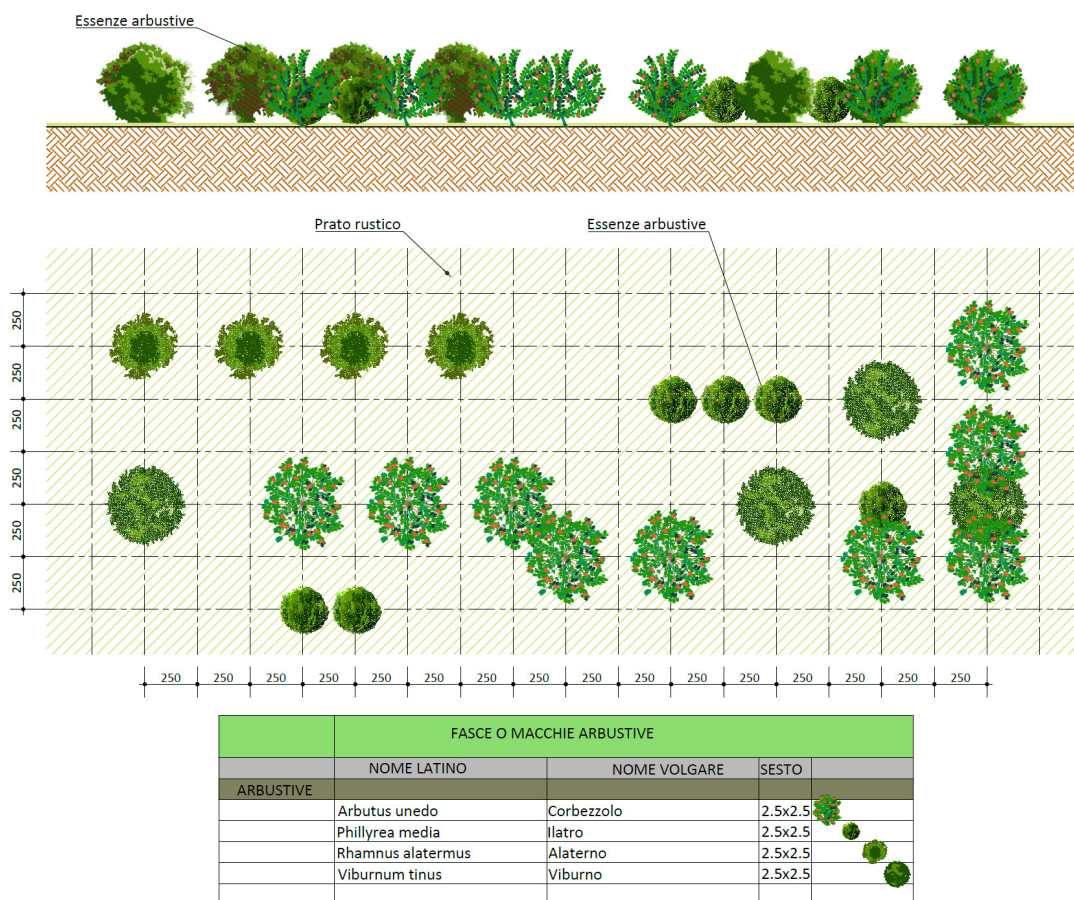 Essenze arbustive
Prato rustico
Essenze arbustive
250
250
250
250
250
250
250 250 250 250 250 250 250 250 250 250 250 250 250 250 250 250
FASCE O MACCHIE ARBUSTIVE
NOME LATINO NOME VOLGARE SESTO
ARBUSTIVE
Arbutus unedo Corbezzolo 2.5x2.5
Phillyrea media Ilatro 2.5x2.5
Rhamnus alatermus Alaterno 2.5x2.5
Viburnum tinus Viburno 2.5x2.5